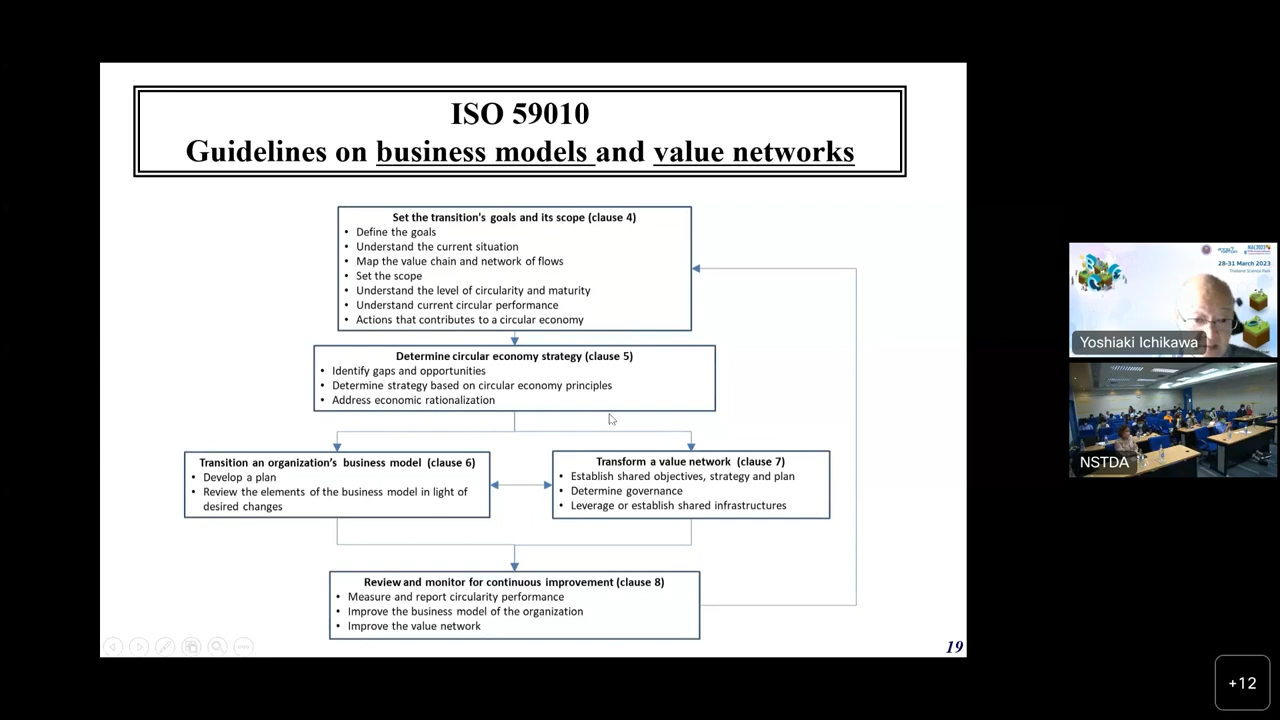 ISO 59010
Guidelines on business models and value networks
Set the transition's goals and its scope (clause 4)
• Define the goals
• Understand the current situation
• Map the value chain and network of flows
• Set the scope
• Understand the level of circularity and maturity
• Understand current circular performance
• Actions that contributes to a circular economy
Determine circular economy strategy (clause 5)
• Identify gaps and opportunities
• Determine strategy based on circular economy principles
• Address economic rationalization
Transition an organization's business model (clause 6)
• Develop a plan
• Review the elements of the business model in light of
desired changes
Transform a value network (clause 7)
• Establish shared objectives, strategy and plan
• Determine governance
• Leverage or establish shared infrastructures
Review and monitor for continuous improvement (clause 8)
• Measure and report circularity performance
• Improve the business model of the organization
• Improve the value network
19
28-31 March 2023
Thailand Science Park
Yoshiaki Ichikawa
NSTDA
+12